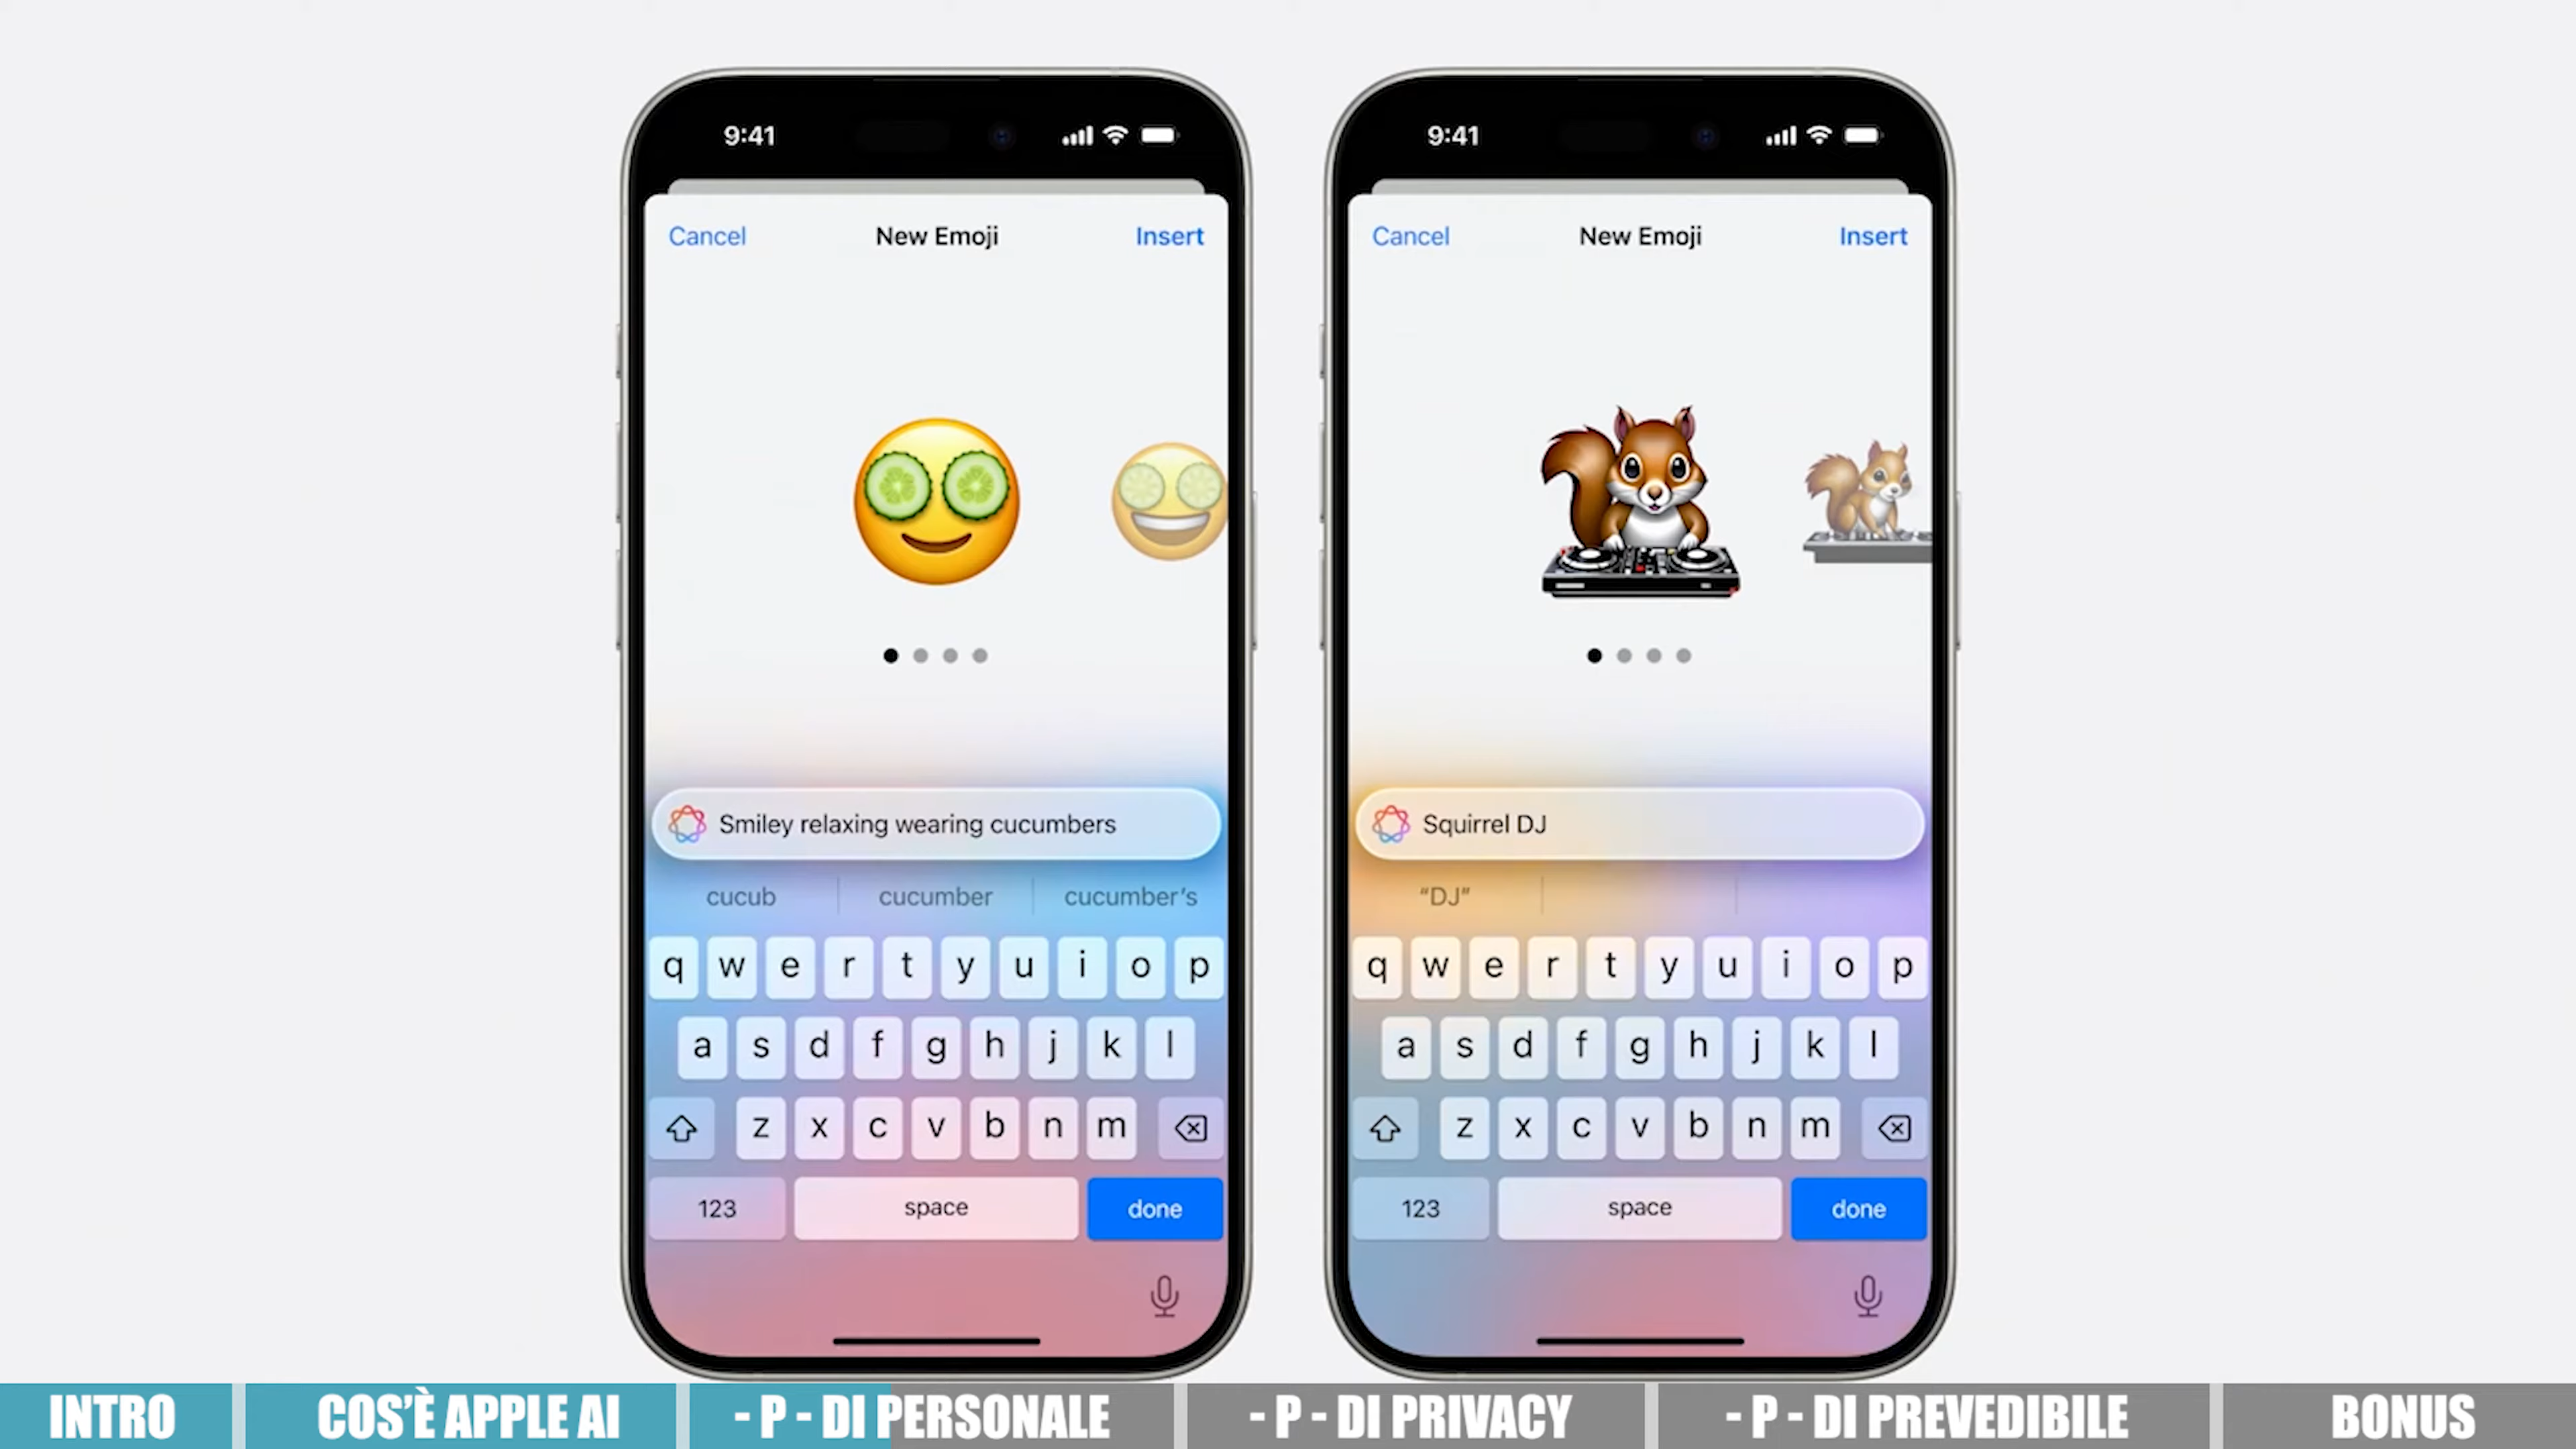 9:41
Cancel New Emoji Insert
Smiley relaxing wearing cucumbers
cucub cucumber cucumber's
q w e r t y u i o p
a s d f g h j k l
z x c v b n m
123 space done
9:41
Cancel New Emoji Insert
Squirrel DJ
“DJ”
q w e r t y u i o p
a s d f g h j k l
z x c v b n m
123 space done
INTRO COS'È APPLE AI - P - DI PERSONALE - P - DI PRIVACY - P - DI PREVEDIBILE BONUS